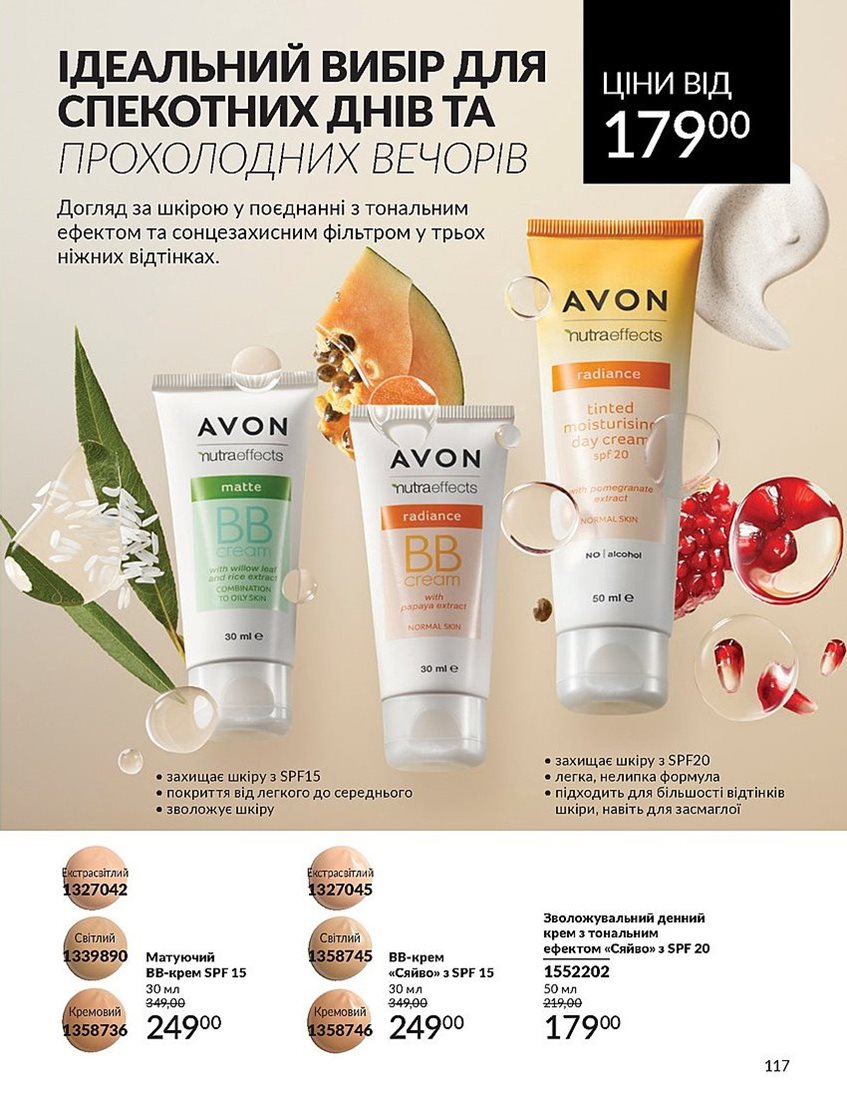 ІДЕАЛЬНИЙ ВИБІР ДЛЯ
СПЕКОТНИХ ДНІВ ТА
ПРОХОЛОДНИХ ВЕЧОРІВ
ЦІНИ ВІД
179⁰⁰
Догляд за шкірою у поєднанні з тональним
ефектом та сонцезахисним фільтром у трьох
ніжних відтінках.
AVON
nutraeffects
matte
BB
cream
with willow leaf
and rice extract
COMBINATION
TO OILY SKIN
30 ml e
AVON
nutraeffects
radiance
BB
cream
with
papaya extract
NORMAL SKIN
30 ml e
AVON
nutraeffects
radiance
tinted
moisturising
day cream
spf 20
with pomegranate
extract
NORMAL SKIN
NO | alcohol
50 ml e
• захищає шкіру з SPF15
• покриття від легкого до середнього
• зволожує шкіру
• захищає шкіру з SPF20
• легка, нелипка формула
• підходить для більшості відтінків
шкіри, навіть для засмаглої
Екстрасвітлий
1327042
Світлий
1339890
Кремовий
1358736
Матуючий
BB-крем SPF 15
30 мл
349,00
249⁰⁰
Екстрасвітлий
1327045
Світлий
1358745
Кремовий
1358746
BB-крем
«Сяйво» з SPF 15
30 мл
349,00
249⁰⁰
Зволожувальний денний
крем з тональним
ефектом «Сяйво» з SPF 20
1552202
50 мл
219,00
179⁰⁰
117